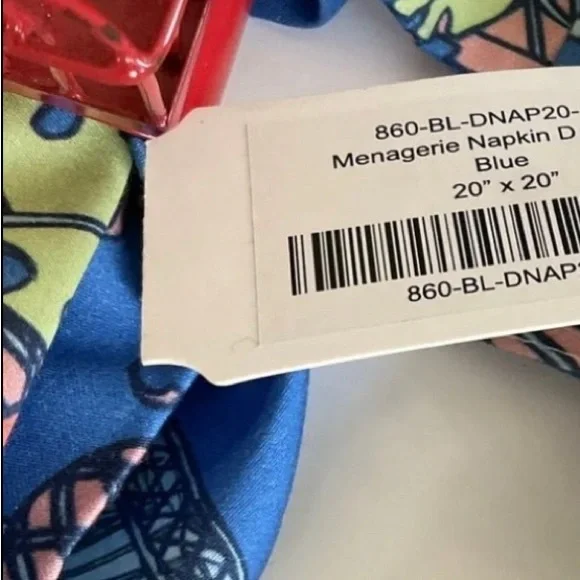 860-BL-DNAP20-
Menagerie Napkin D
Blue
20" x 20"
860-BL-DNAP